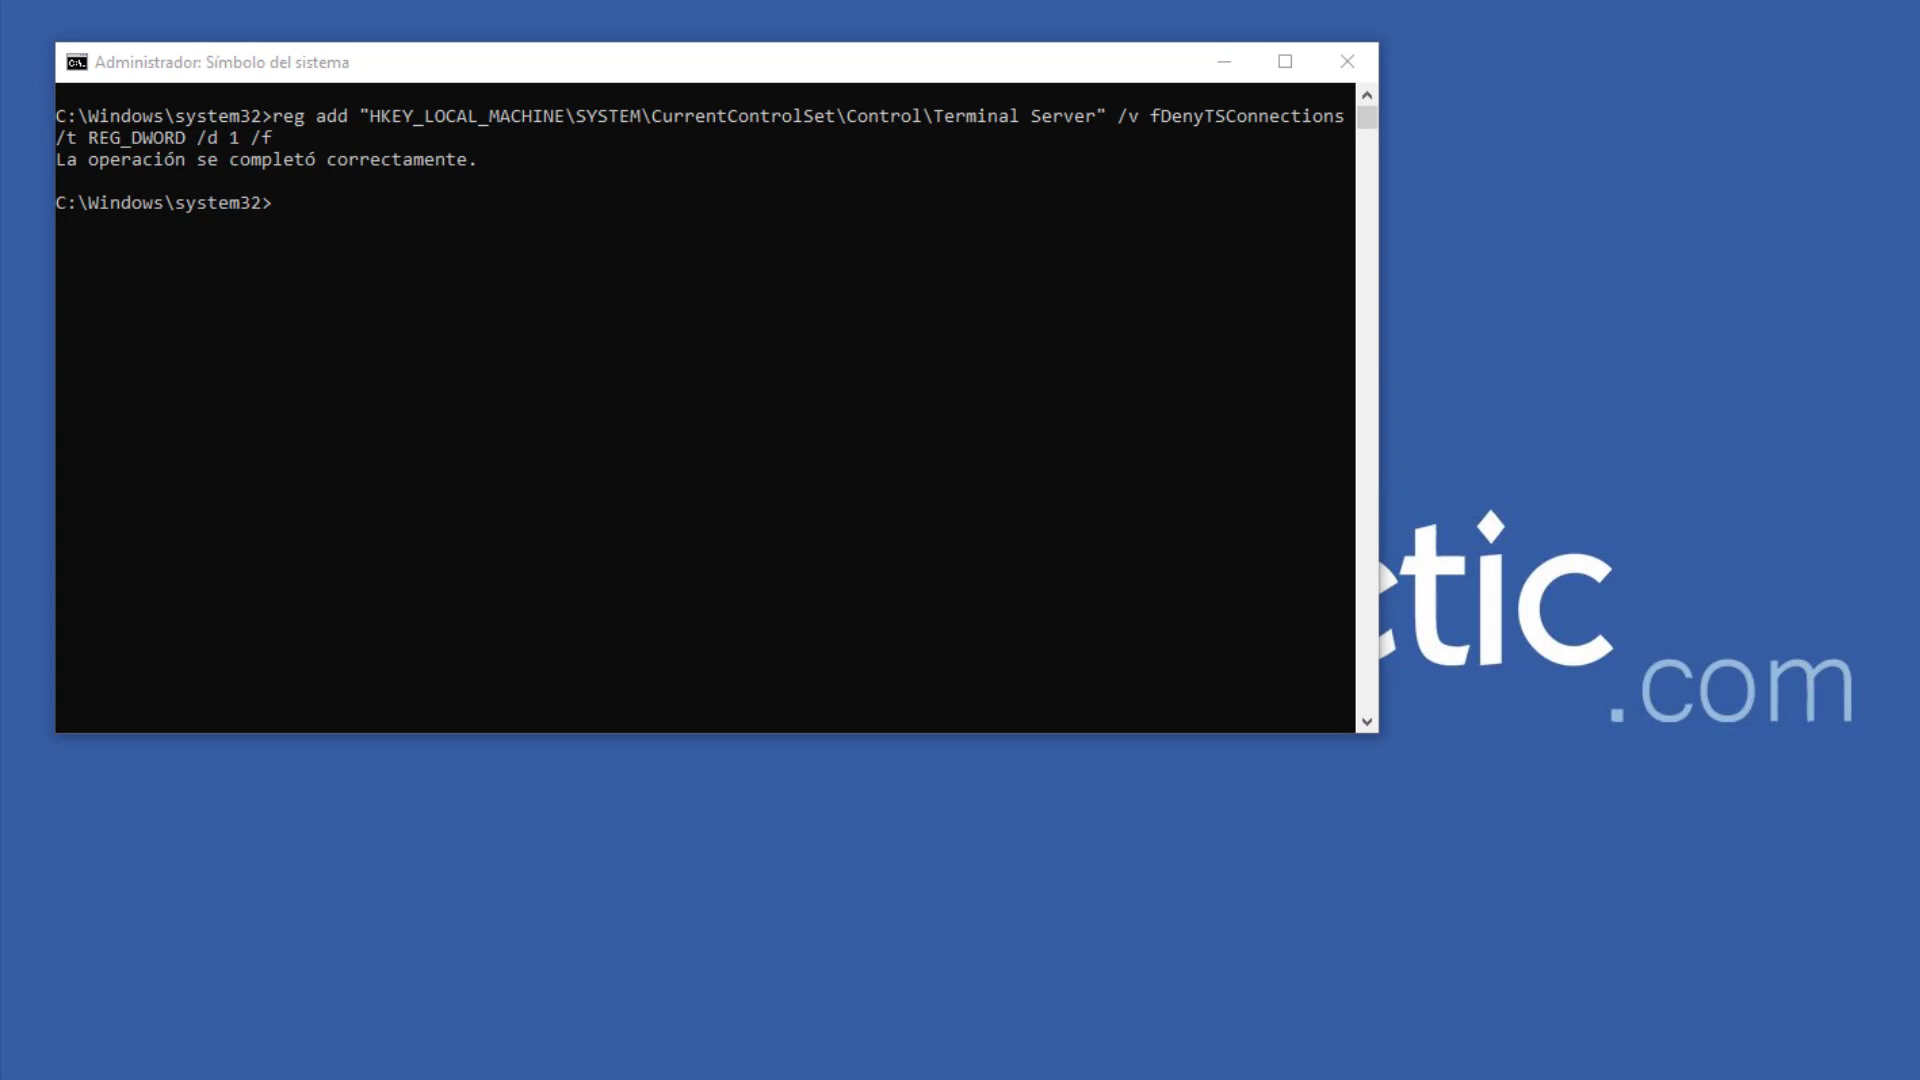 Administrador: Símbolo del sistema
C:\Windows\system32>reg add "HKEY_LOCAL_MACHINE\SYSTEM\CurrentControlSet\Control\Terminal Server" /v fDenyTSConnections
/t REG_DWORD /d 1 /f
La operación se completó correctamente.
C:\Windows\system32>
ctic
.com